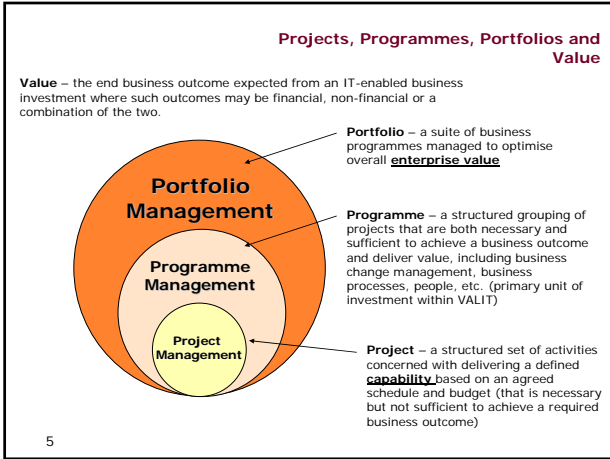 Projects, Programmes, Portfolios and
Value
Value – the end business outcome expected from an IT-enabled business
investment where such outcomes may be financial, non-financial or a
combination of the two.
Portfolio – a suite of business
programmes managed to optimise
overall enterprise value
Portfolio
Management
Programme – a structured grouping of
projects that are both necessary and
sufficient to achieve a business outcome
and deliver value, including business
change management, business
processes, people, etc. (primary unit of
investment within VALIT)
Programme
Management
Project
Management
Project – a structured set of activities
concerned with delivering a defined
capability based on an agreed
schedule and budget (that is necessary
but not sufficient to achieve a required
business outcome)
5